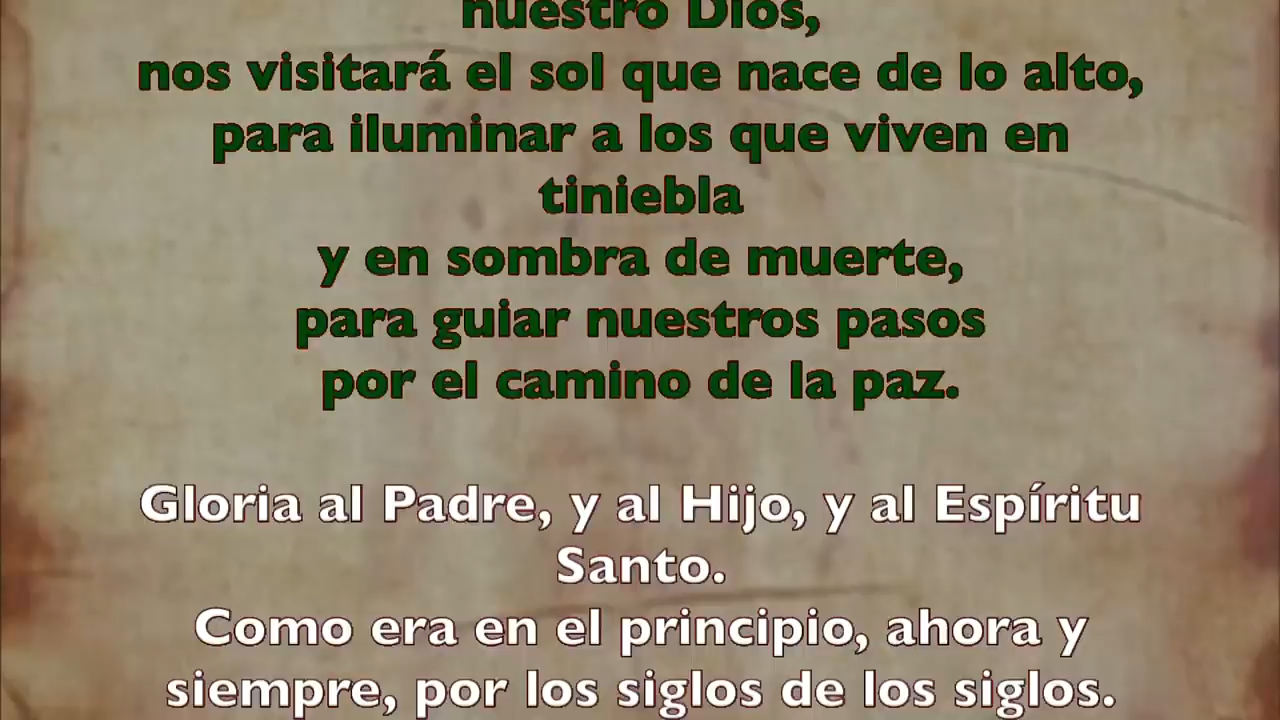 nuestro Dios,
nos visitará el sol que nace de lo alto,
para iluminar a los que viven en
tiniebla
y en sombra de muerte,
para guiar nuestros pasos
por el camino de la paz.
Gloria al Padre, y al Hijo, y al Espíritu
Santo.
Como era en el principio, ahora y
siempre, por los siglos de los siglos.